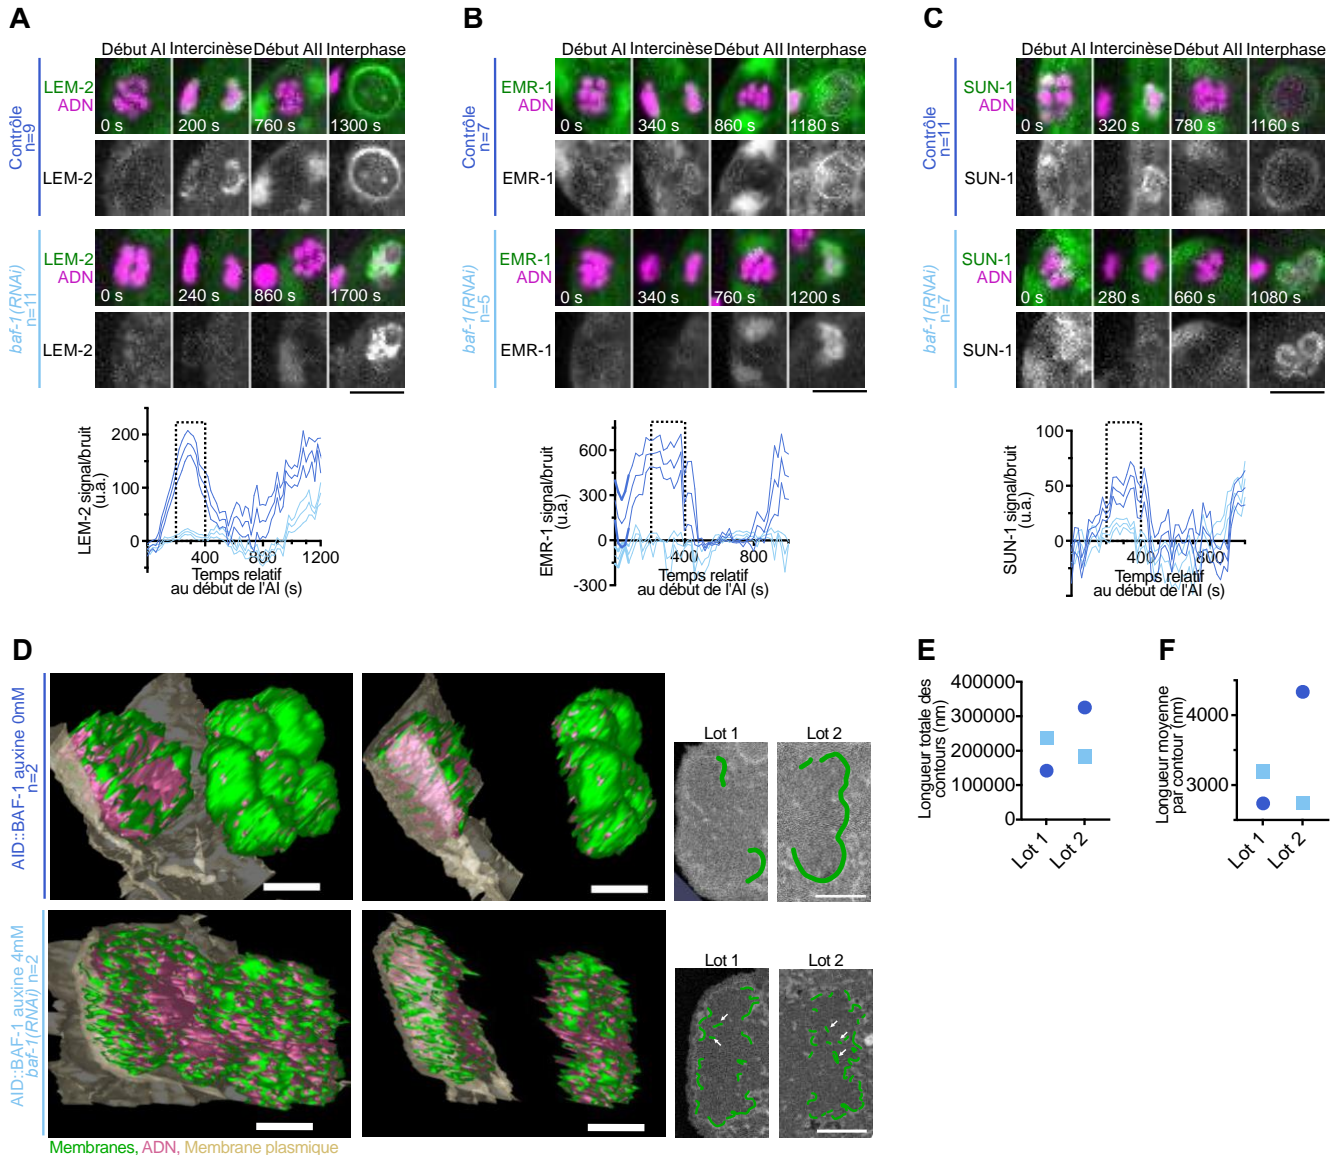 A
Début AI Intercinèse Début AII Interphase
Contrôle
n=9
LEM-2
ADN
0 s 200 s 760 s 1300 s
LEM-2
baf-1(RNAi)
n=11
LEM-2
ADN
0 s 240 s 860 s 1700 s
LEM-2
LEM-2 signal/bruit
(u.a.)
200
100
0
400 800 1200
Temps relatif
au début de l'AI (s)
B
Début AI Intercinèse Début AII Interphase
Contrôle
n=7
EMR-1
ADN
0 s 340 s 860 s 1180 s
EMR-1
baf-1(RNAi)
n=5
EMR-1
ADN
0 s 340 s 760 s 1200 s
EMR-1
EMR-1 signal/bruit
(u.a.)
600
300
0
-300
400 800
Temps relatif
au début de l'AI (s)
C
Début AI Intercinèse Début AII Interphase
Contrôle
n=11
SUN-1
ADN
0 s 320 s 780 s 1160 s
SUN-1
baf-1(RNAi)
n=7
SUN-1
ADN
0 s 280 s 660 s 1080 s
SUN-1
SUN-1 signal/bruit
(u.a.)
100
50
0
400 800
Temps relatif
au début de l'AI (s)
D
AID::BAF-1 auxine 0mM
n=2
Lot 1 Lot 2
AID::BAF-1 auxine 4mM
baf-1(RNAi) n=2
Lot 1 Lot 2
Membranes, ADN, Membrane plasmique
E
Longueur totale des
contours (nm)
400000
300000
200000
100000
0
Lot 1 Lot 2
F
Longueur moyenne
par contour (nm)
4000
3000
Lot 1 Lot 2